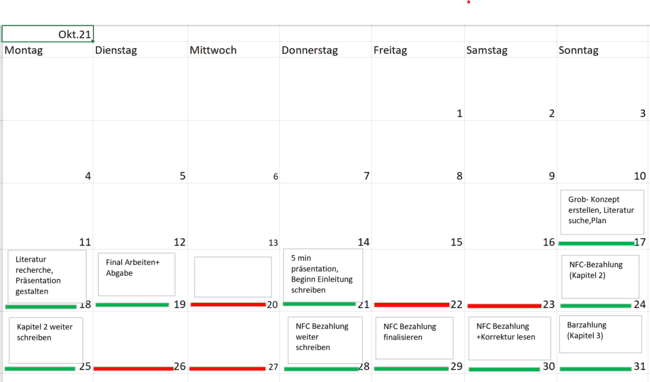 Okt.21
Montag Dienstag Mittwoch Donnerstag Freitag Samstag Sonntag
1 2 3
4 5 6 7 8 9 10
Grob- Konzept
erstellen, Literatur
suche,Plan
11 12 13 14 15 16 17
Literatur
recherche,
Präsentation
gestalten
Final Arbeiten+
Abgabe
5 min
präsentation,
Beginn Einleitung
schreiben
NFC-Bezahlung
(Kapitel 2)
18 19 20 21 22 23 24
Kapitel 2 weiter
schreiben
NFC Bezahlung
weiter
schreiben
NFC Bezahlung
finalisieren
NFC Bezahlung
+Korrektur lesen
Barzahlung
(Kapitel 3)
25 26 27 28 29 30 31